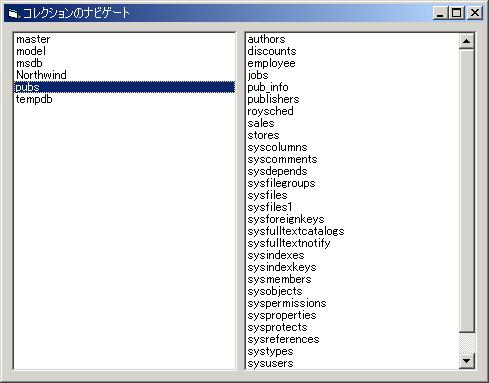 コレクションのナビゲート
master
model
msdb
Northwind
pubs
tempdb
authors
discounts
employee
jobs
pub_info
publishers
roysched
sales
stores
syscolumns
syscomments
sysdepends
sysfilegroups
sysfiles
sysfiles1
sysforeignkeys
sysfulltextcatalogs
sysfulltextnotify
sysindexes
sysindexkeys
sysmembers
sysobjects
syspermissions
sysproperties
sysprotects
sysreferences
systypes
sysusers